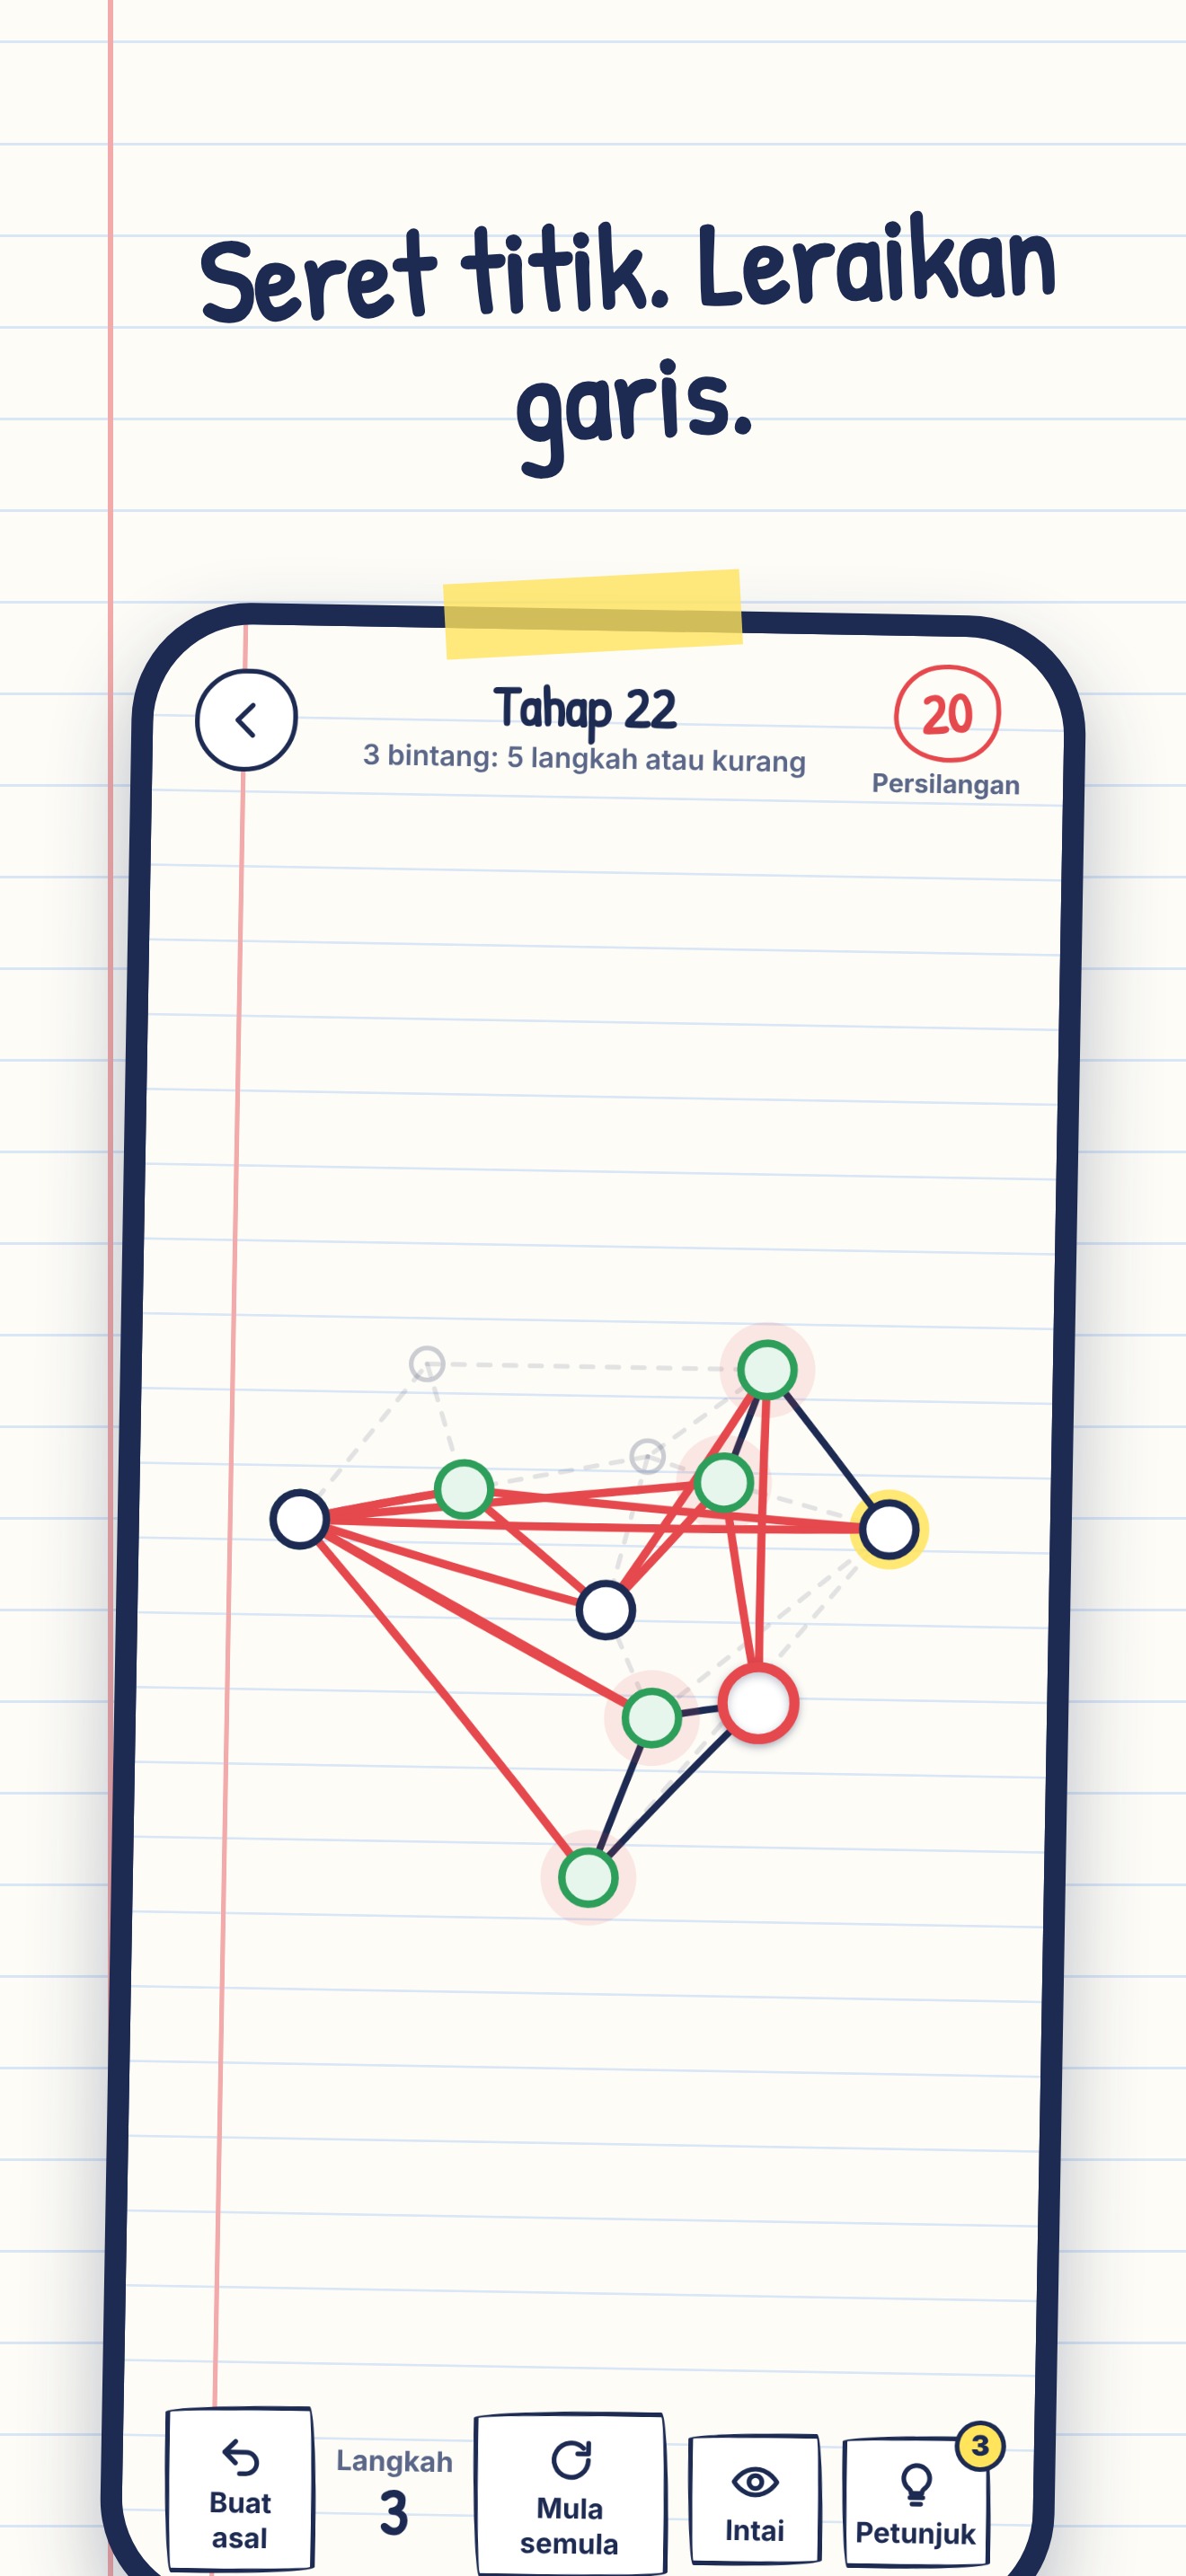 Seret titik. Leraikan
garis.
Tahap 22
3 bintang: 5 langkah atau kurang
20
Persilangan
Buat
asal
Langkah
3
Mula
semula
Intai
3
Petunjuk